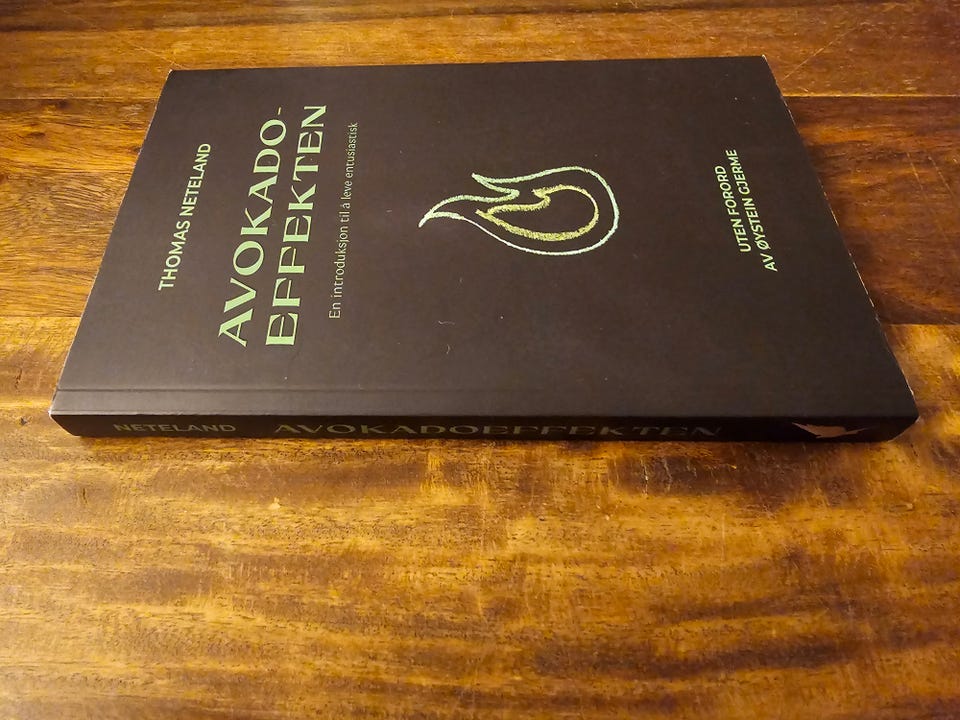 THOMAS NETELAND
AVOKADO-
EFFEKTEN
En introduksjon til å leve entusiastisk
UTEN FORORD
AV ØYSTEIN GJERME
NETELAND AVOKADOEFFEKTEN